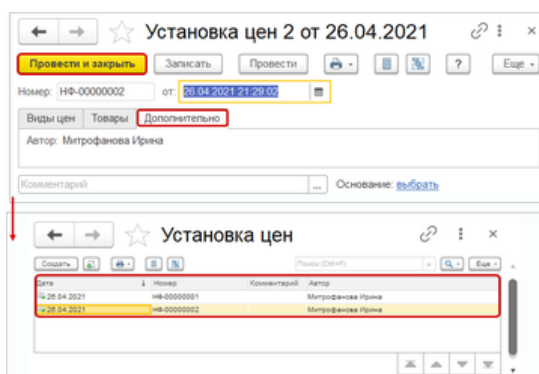 Установка цен 2 от 26.04.2021
Провести и закрыть Записать Провести ? Еще
Номер: НФ-00000002 от: 26.04.2021 21:29:02
Виды цен Товары Дополнительно
Автор: Митрофанова Ирина
Комментарий ... Основание: выбрать
Установка цен
Создать Поиск (Ctrl+F) × Еще
Дата Номер Комментарий Автор
26.04.2021 НФ-00000001 Митрофанова Ирина
26.04.2021 НФ-00000002 Митрофанова Ирина